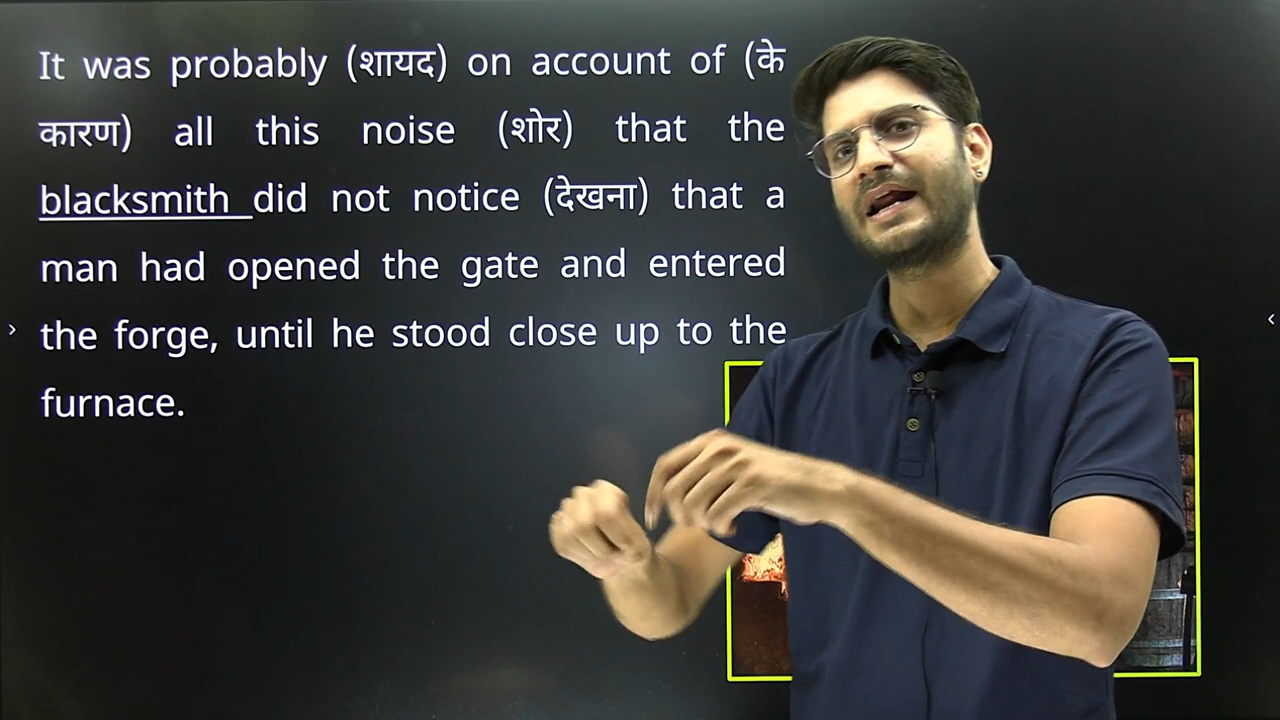 It was probably (शायद) on account of (के
कारण) all this noise (शोर) that the
blacksmith did not notice (देखना) that a
man had opened the gate and entered
the forge, until he stood close up to the
furnace.